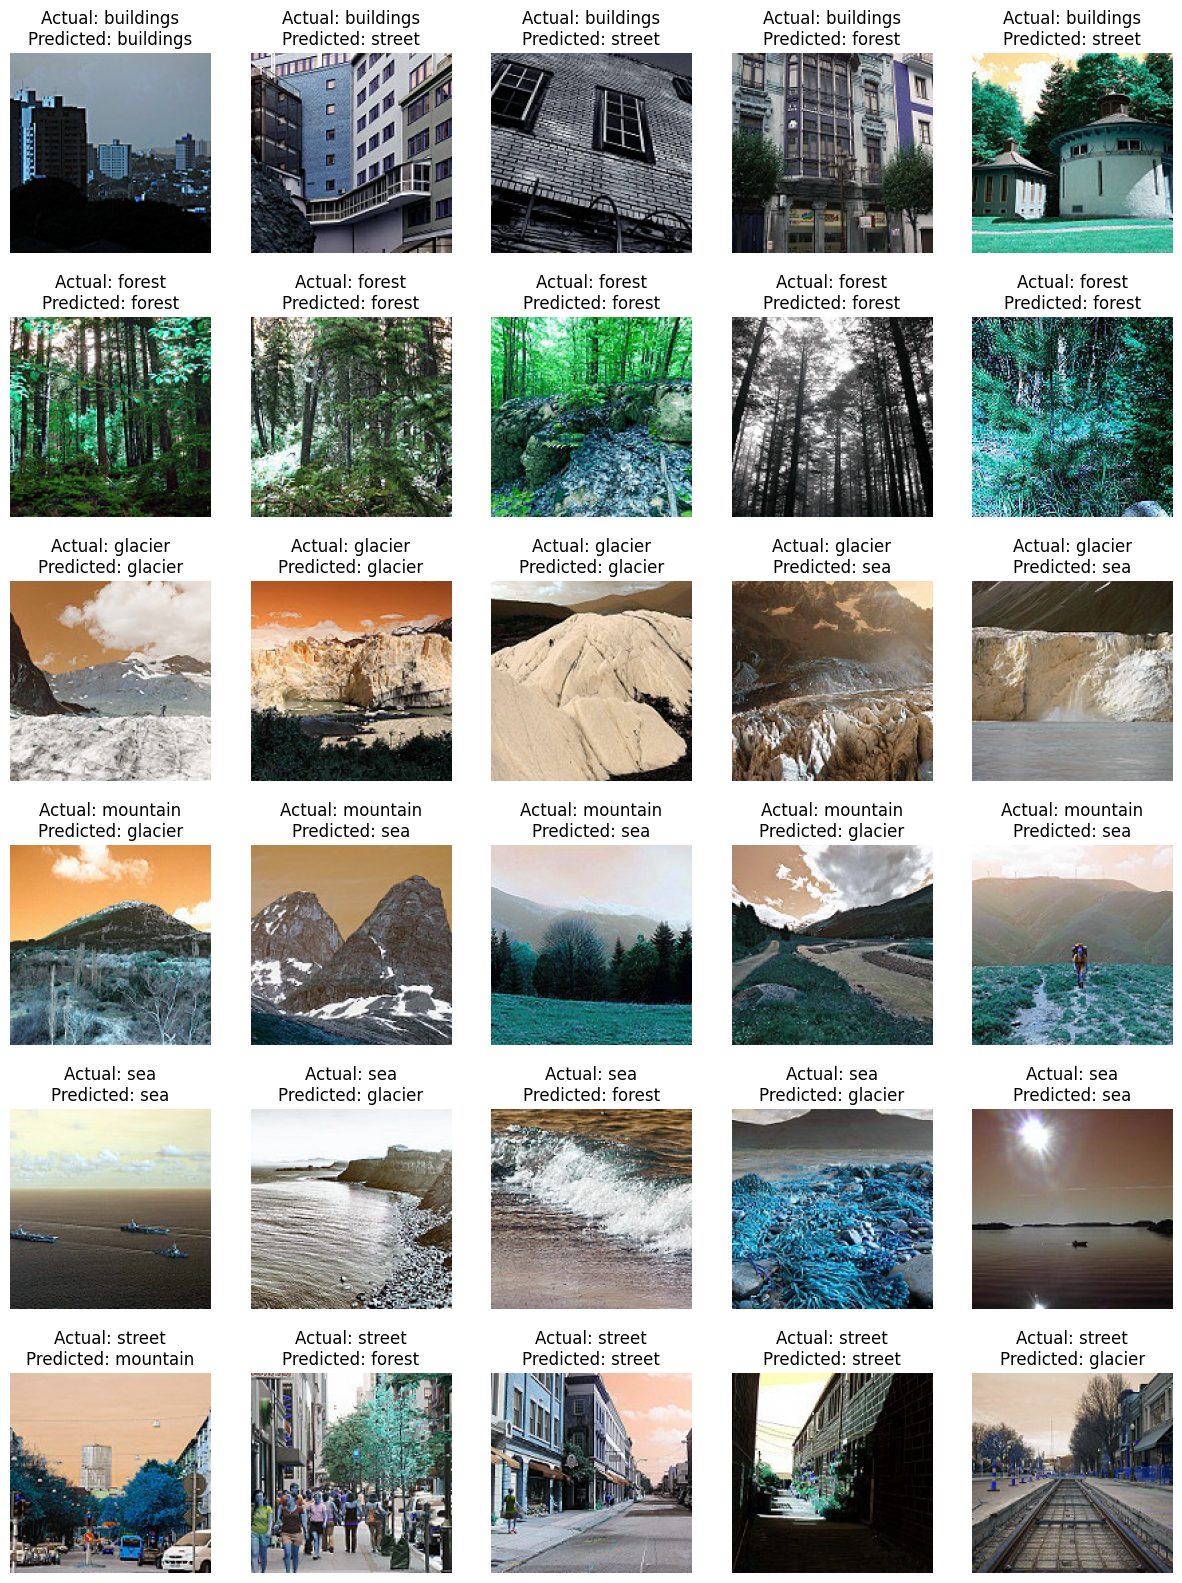 Actual: buildings
Predicted: buildings
Actual: buildings
Predicted: street
Actual: buildings
Predicted: street
Actual: buildings
Predicted: forest
Actual: buildings
Predicted: street
Actual: forest
Predicted: forest
Actual: forest
Predicted: forest
Actual: forest
Predicted: forest
Actual: forest
Predicted: forest
Actual: forest
Predicted: forest
Actual: glacier
Predicted: glacier
Actual: glacier
Predicted: glacier
Actual: glacier
Predicted: glacier
Actual: glacier
Predicted: sea
Actual: glacier
Predicted: sea
Actual: mountain
Predicted: glacier
Actual: mountain
Predicted: sea
Actual: mountain
Predicted: sea
Actual: mountain
Predicted: glacier
Actual: mountain
Predicted: sea
Actual: sea
Predicted: sea
Actual: sea
Predicted: glacier
Actual: sea
Predicted: forest
Actual: sea
Predicted: glacier
Actual: sea
Predicted: sea
Actual: street
Predicted: mountain
Actual: street
Predicted: forest
Actual: street
Predicted: street
Actual: street
Predicted: street
Actual: street
Predicted: glacier